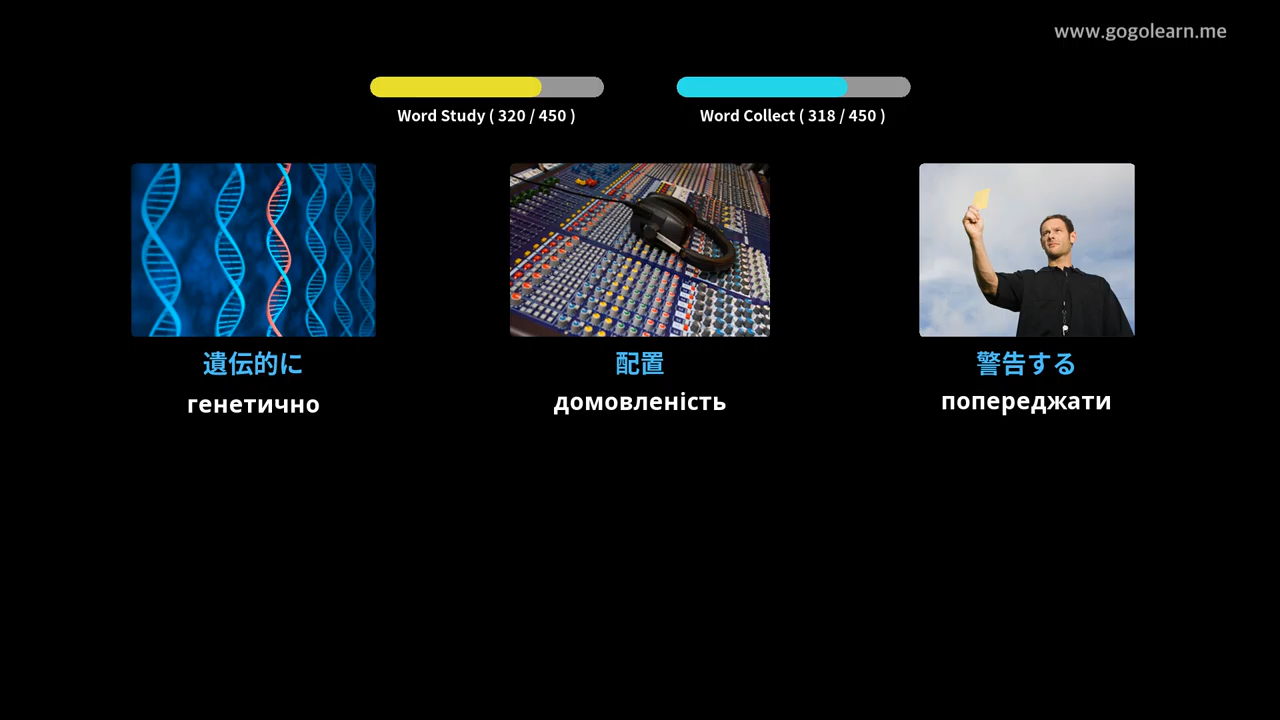 www.gogolearn.me
Word Study ( 320 / 450 )
Word Collect ( 318 / 450 )
遺伝的に
配置
警告する
генетично
домовленість
попереджати